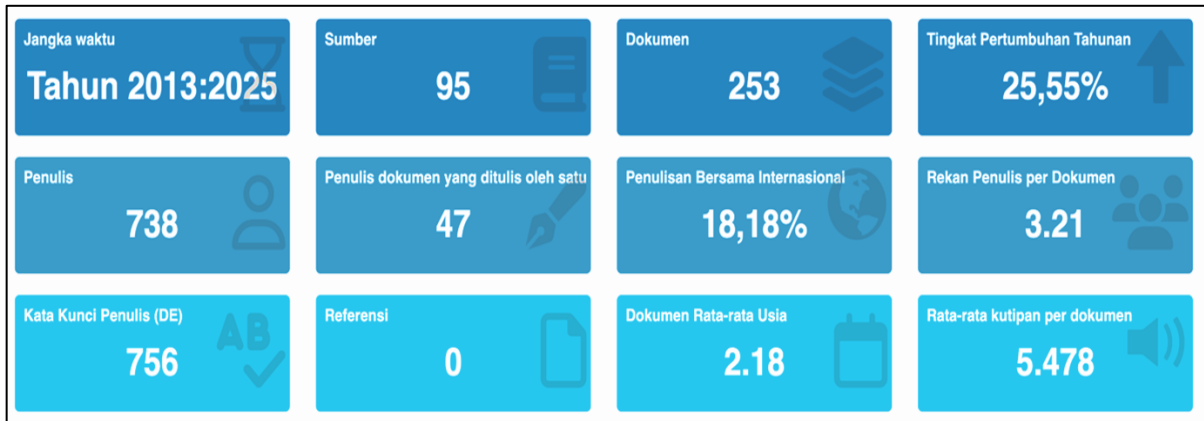 Jangka waktu
Tahun 2013:2025
Sumber
95
Dokumen
253
Tingkat Pertumbuhan Tahunan
25,55%
Penulis
738
Penulis dokumen yang ditulis oleh satu
47
Penulisan Bersama Internasional
18,18%
Rekan Penulis per Dokumen
3.21
Kata Kunci Penulis (DE)
756
AB
Referensi
0
Dokumen Rata-rata Usia
2.18
Rata-rata kutipan per dokumen
5.478